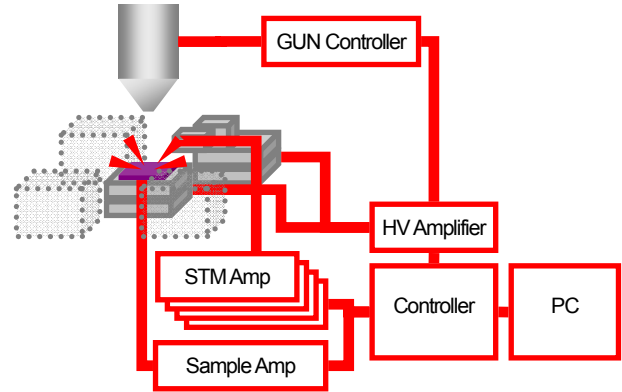 GUN Controller
HV Amplifier
STM Amp
Controller
PC
Sample Amp